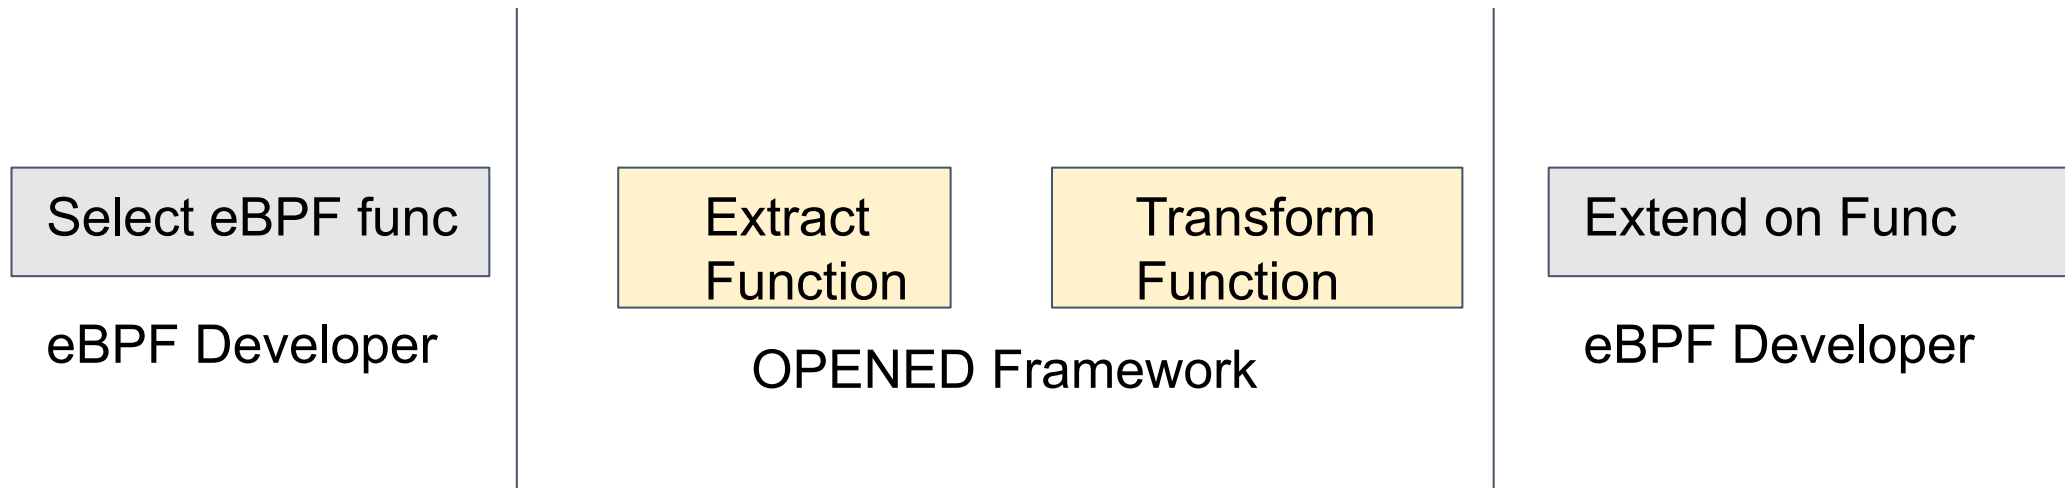 Select eBPF func
eBPF Developer
Extract
Function
Transform
Function
OPENED Framework
Extend on Func
eBPF Developer